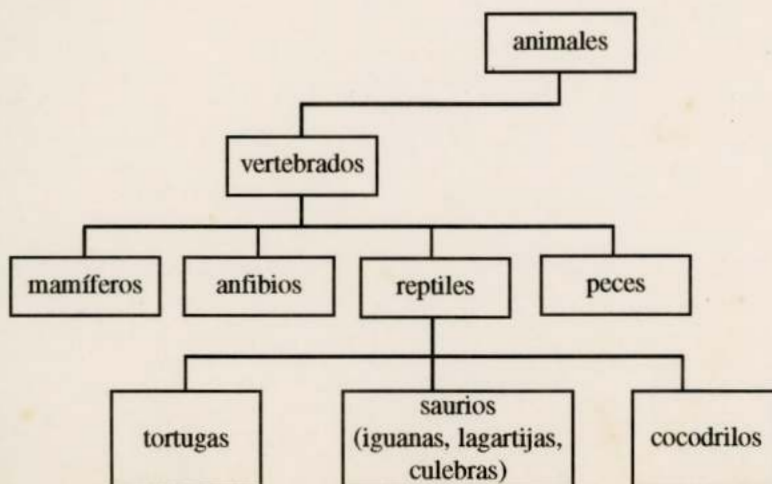 animales
vertebrados
mamíferos
anfibios
reptiles
peces
tortugas
saurios
(iguanas, lagartijas,
culebras)
cocodrilos